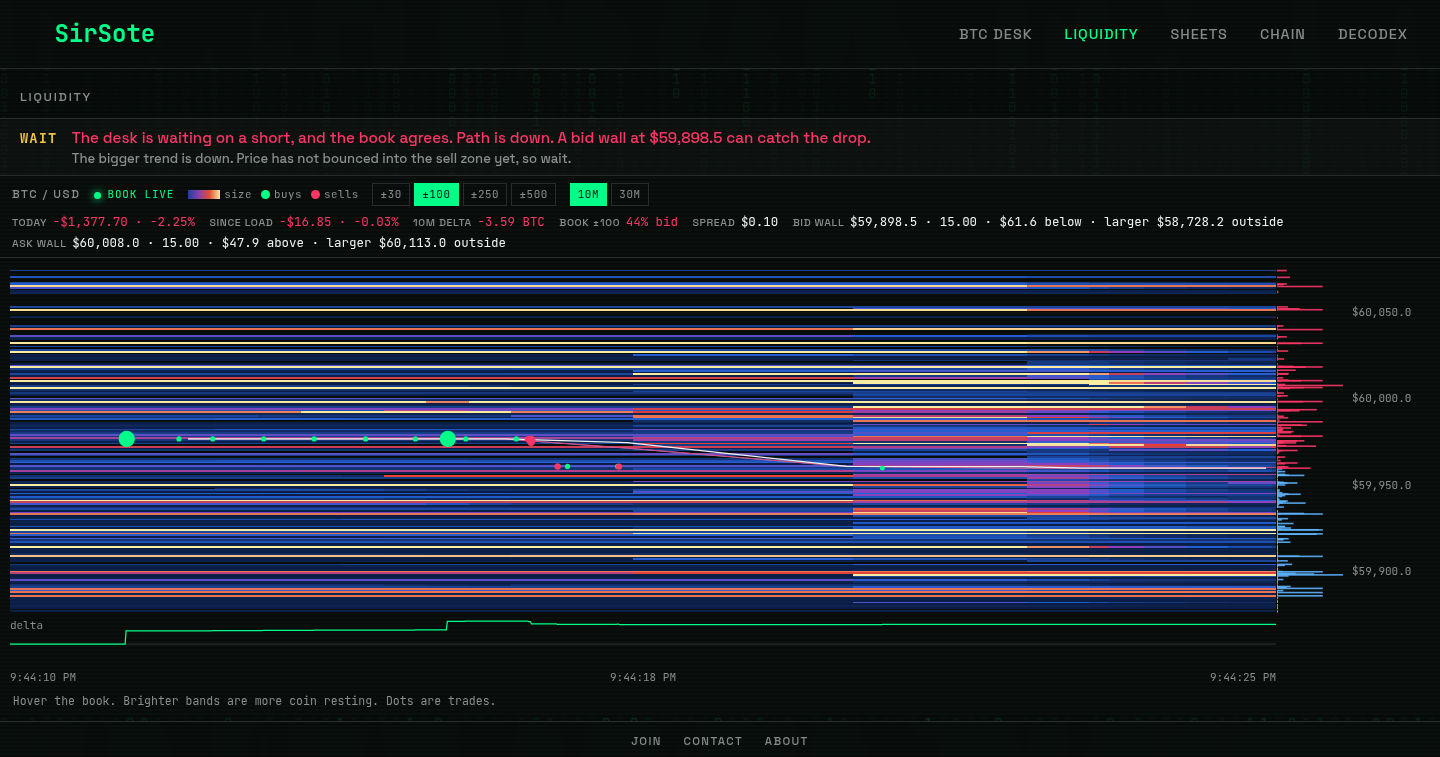 SirSote
BTC DESK LIQUIDITY SHEETS CHAIN DECODEX
LIQUIDITY
WAIT The desk is waiting on a short, and the book agrees. Path is down. A bid wall at $59,898.5 can catch the drop.
The bigger trend is down. Price has not bounced into the sell zone yet, so wait.
BTC / USD BOOK LIVE size buys sells ±30 ±100 ±250 ±500 10M 30M
TODAY -$1,377.70 · -2.25% SINCE LOAD -$16.85 · -0.03% 10M DELTA -3.59 BTC BOOK ±100 44% bid SPREAD $0.10 BID WALL $59,898.5 · 15.00 · $61.6 below · larger $58,728.2 outside
ASK WALL $60,008.0 · 15.00 · $47.9 above · larger $60,113.0 outside
$60,050.0
$60,000.0
$59,950.0
$59,900.0
delta
9:44:10 PM 9:44:18 PM 9:44:25 PM
Hover the book. Brighter bands are more coin resting. Dots are trades.
JOIN CONTACT ABOUT